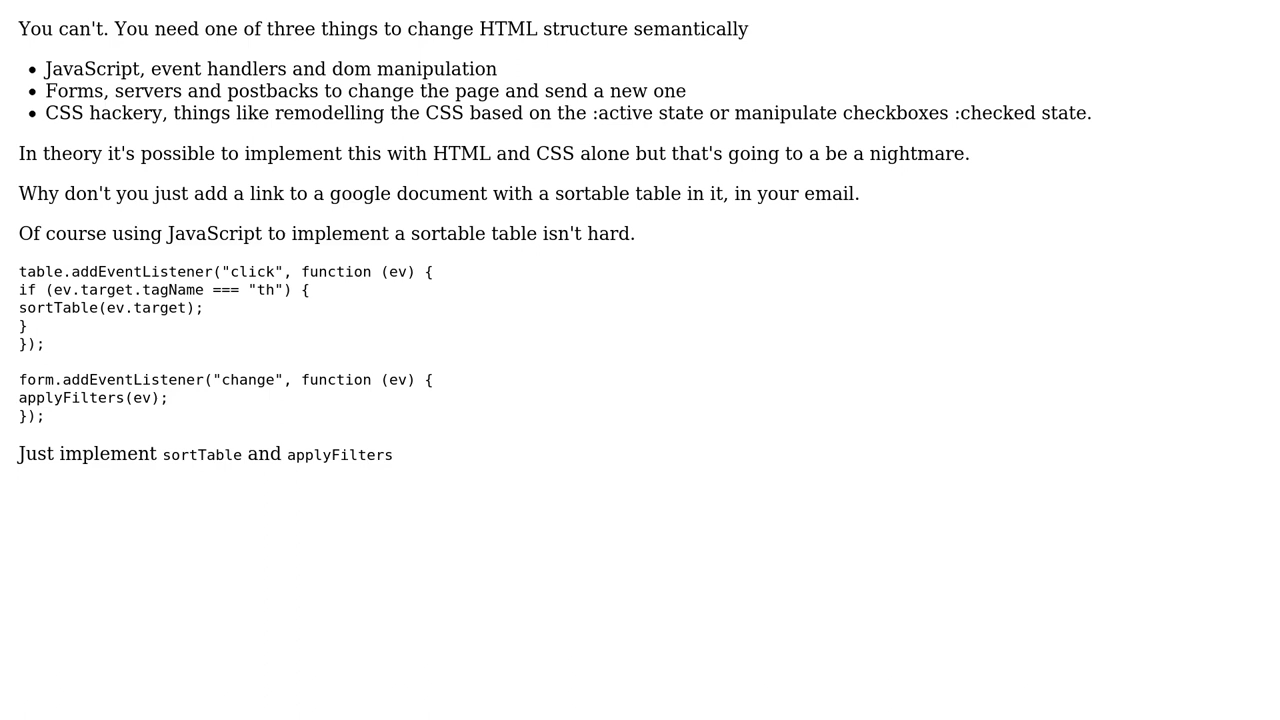 You can't. You need one of three things to change HTML structure semantically
• JavaScript, event handlers and dom manipulation
• Forms, servers and postbacks to change the page and send a new one
• CSS hackery, things like remodelling the CSS based on the :active state or manipulate checkboxes :checked state.
In theory it's possible to implement this with HTML and CSS alone but that's going to a be a nightmare.
Why don't you just add a link to a google document with a sortable table in it, in your email.
Of course using JavaScript to implement a sortable table isn't hard.
table.addEventListener("click", function (ev) {
if (ev.target.tagName === "th") {
sortTable(ev.target);
}
});
form.addEventListener("change", function (ev) {
applyFilters(ev);
});
Just implement sortTable and applyFilters